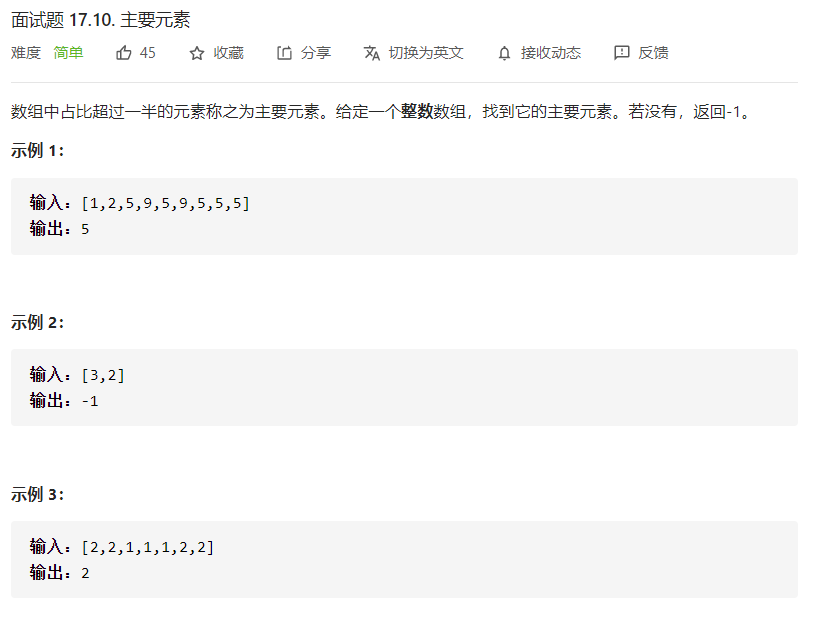 面试题 17.10. 主要元素
难度 简单 45 收藏 分享 切换为英文 接收动态 反馈
数组中占比超过一半的元素称之为主要元素。给定一个整数数组，找到它的主要元素。若没有，返回-1。
示例 1：
输入：[1,2,5,9,5,9,5,5,5]
输出：5
示例 2：
输入：[3,2]
输出：-1
示例 3：
输入：[2,2,1,1,1,2,2]
输出：2